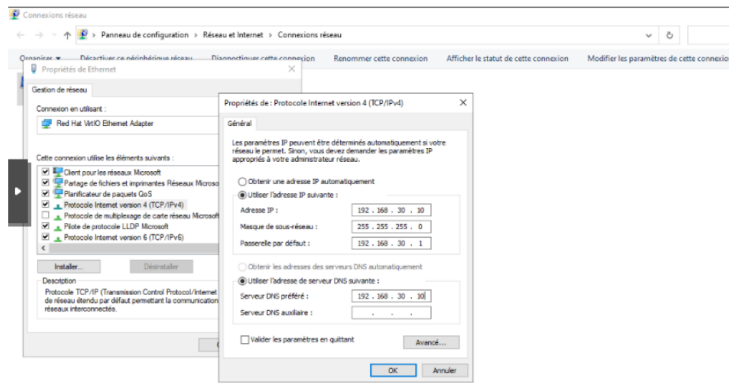 Connexions réseau
Panneau de configuration > Réseau et Internet > Connexions réseau
Organiser Désactiver ce périphérique réseau Diagnostiquer cette connexion Renommer cette connexion Afficher le statut de cette connexion Modifier les paramètres de cette connexio
Propriétés de Ethernet
Gestion de réseau
Connexion en utilisant :
Red Hat VirtIO Ethernet Adapter
Cette connexion utilise les éléments suivants :
Client pour les réseaux Microsoft
Partage de fichiers et imprimantes Réseaux Microso
Planificateur de paquets QoS
Protocole Internet version 4 (TCP/IPv4)
Protocole de multiplexage de carte réseau Microsoft
Pilote de protocole LLDP Microsoft
Protocole Internet version 6 (TCP/IPv6)
Installer... Désinstaller
Description
Protocole TCP/IP (Transmission Control Protocol/Internet
de réseau étendu par défaut permettant la communication
réseaux interconnectés.
Propriétés de : Protocole Internet version 4 (TCP/IPv4)
Général
Les paramètres IP peuvent être déterminés automatiquement si votre
réseau le permet. Sinon, vous devez demander les paramètres IP
appropriés à votre administrateur réseau.
Obtenir une adresse IP automatiquement
Utiliser l'adresse IP suivante :
Adresse IP : 192 . 168 . 30 . 10
Masque de sous-réseau : 255 . 255 . 255 . 0
Passerelle par défaut : 192 . 168 . 30 . 1
Obtenir les adresses des serveurs DNS automatiquement
Utiliser l'adresse de serveur DNS suivante :
Serveur DNS préféré : 192 . 168 . 30 . 10
Serveur DNS auxiliaire : . . .
Valider les paramètres en quittant
Avancé...
OK Annuler